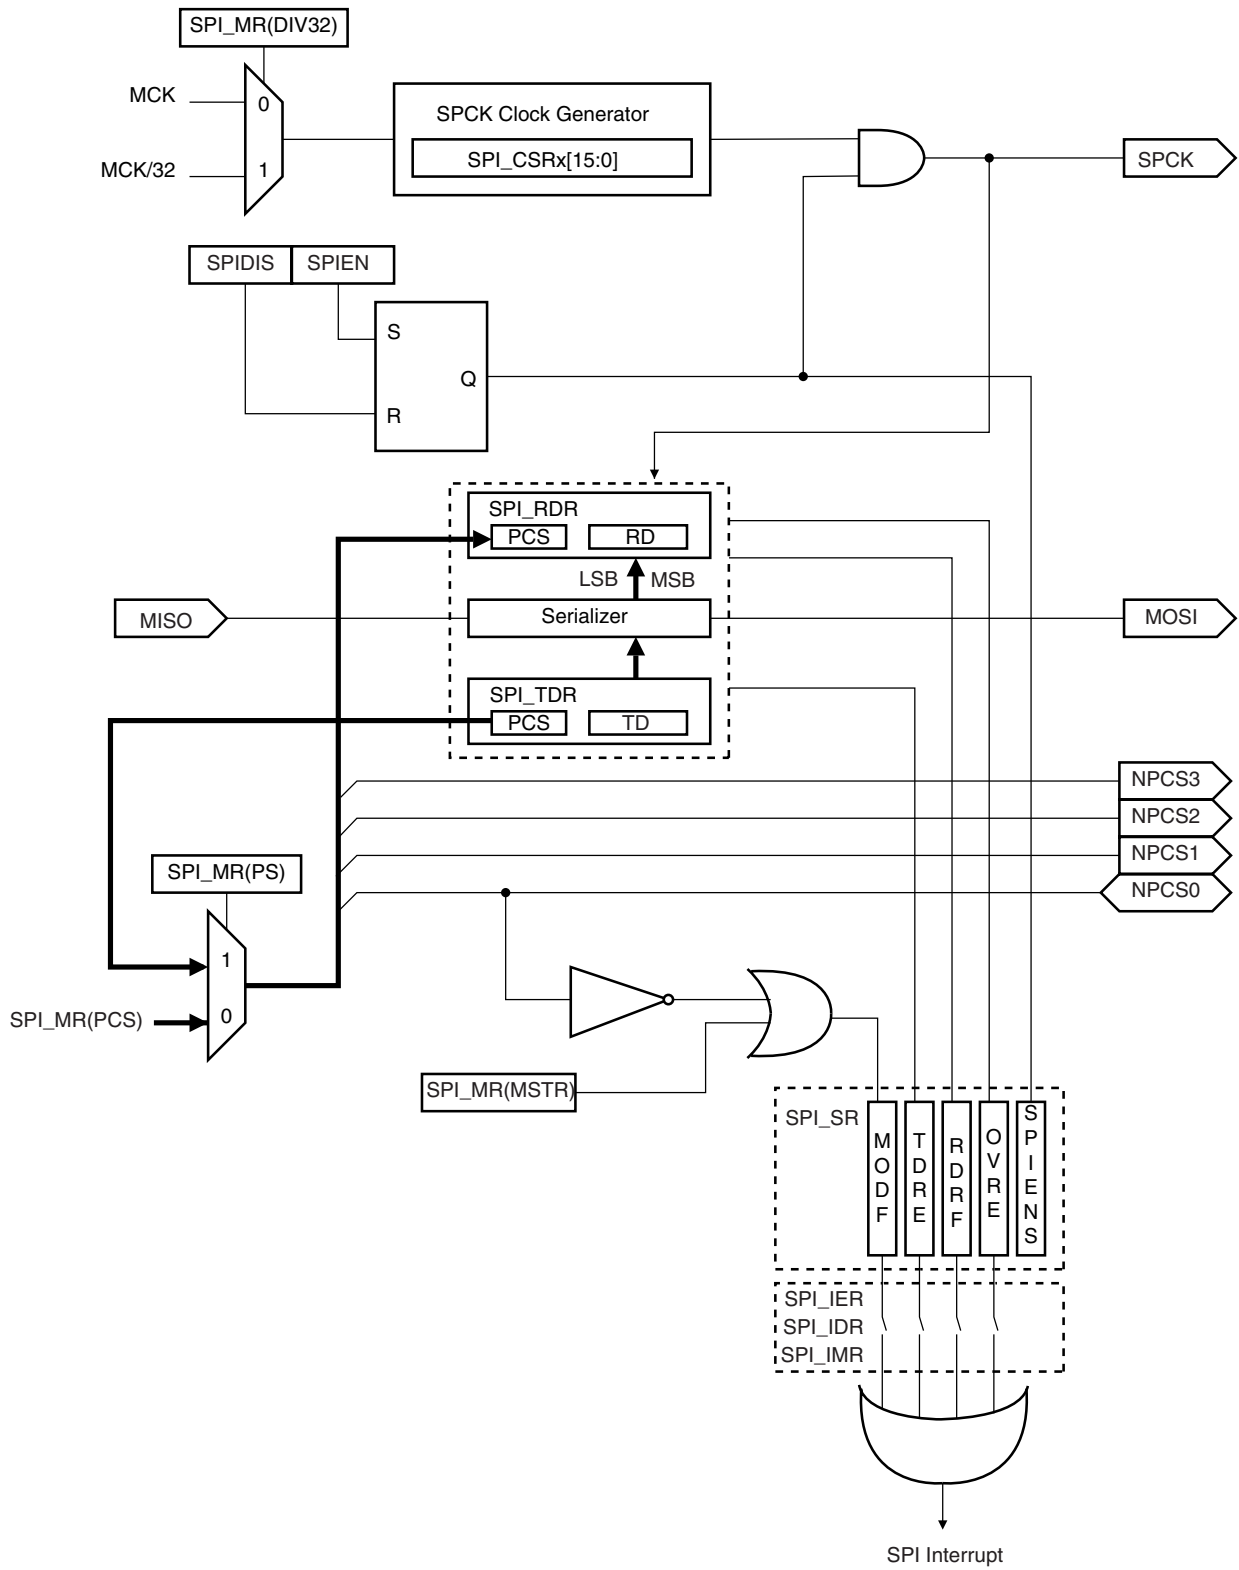 SPI_MR(DIV32)
MCK
0
SPCK Clock Generator
SPI_CSRx[15:0]
SPCK
MCK/32
1
SPIDIS
SPIEN
S
Q
R
SPI_RDR
PCS
RD
LSB
MSB
MISO
Serializer
MOSI
SPI_TDR
PCS
TD
NPCS3
NPCS2
NPCS1
NPCS0
SPI_MR(PS)
1
SPI_MR(PCS)
0
SPI_MR(MSTR)
SPI_SR
MODF
TDRE
RDRF
OVRE
SPIENS
SPI_IER
SPI_IDR
SPI_IMR
SPI Interrupt